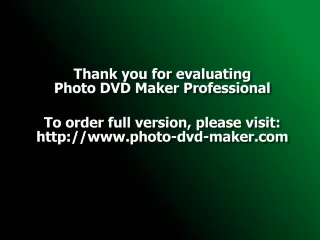 Thank you for evaluating
Photo DVD Maker Professional
To order full version, please visit:
http://www.photo-dvd-maker.com